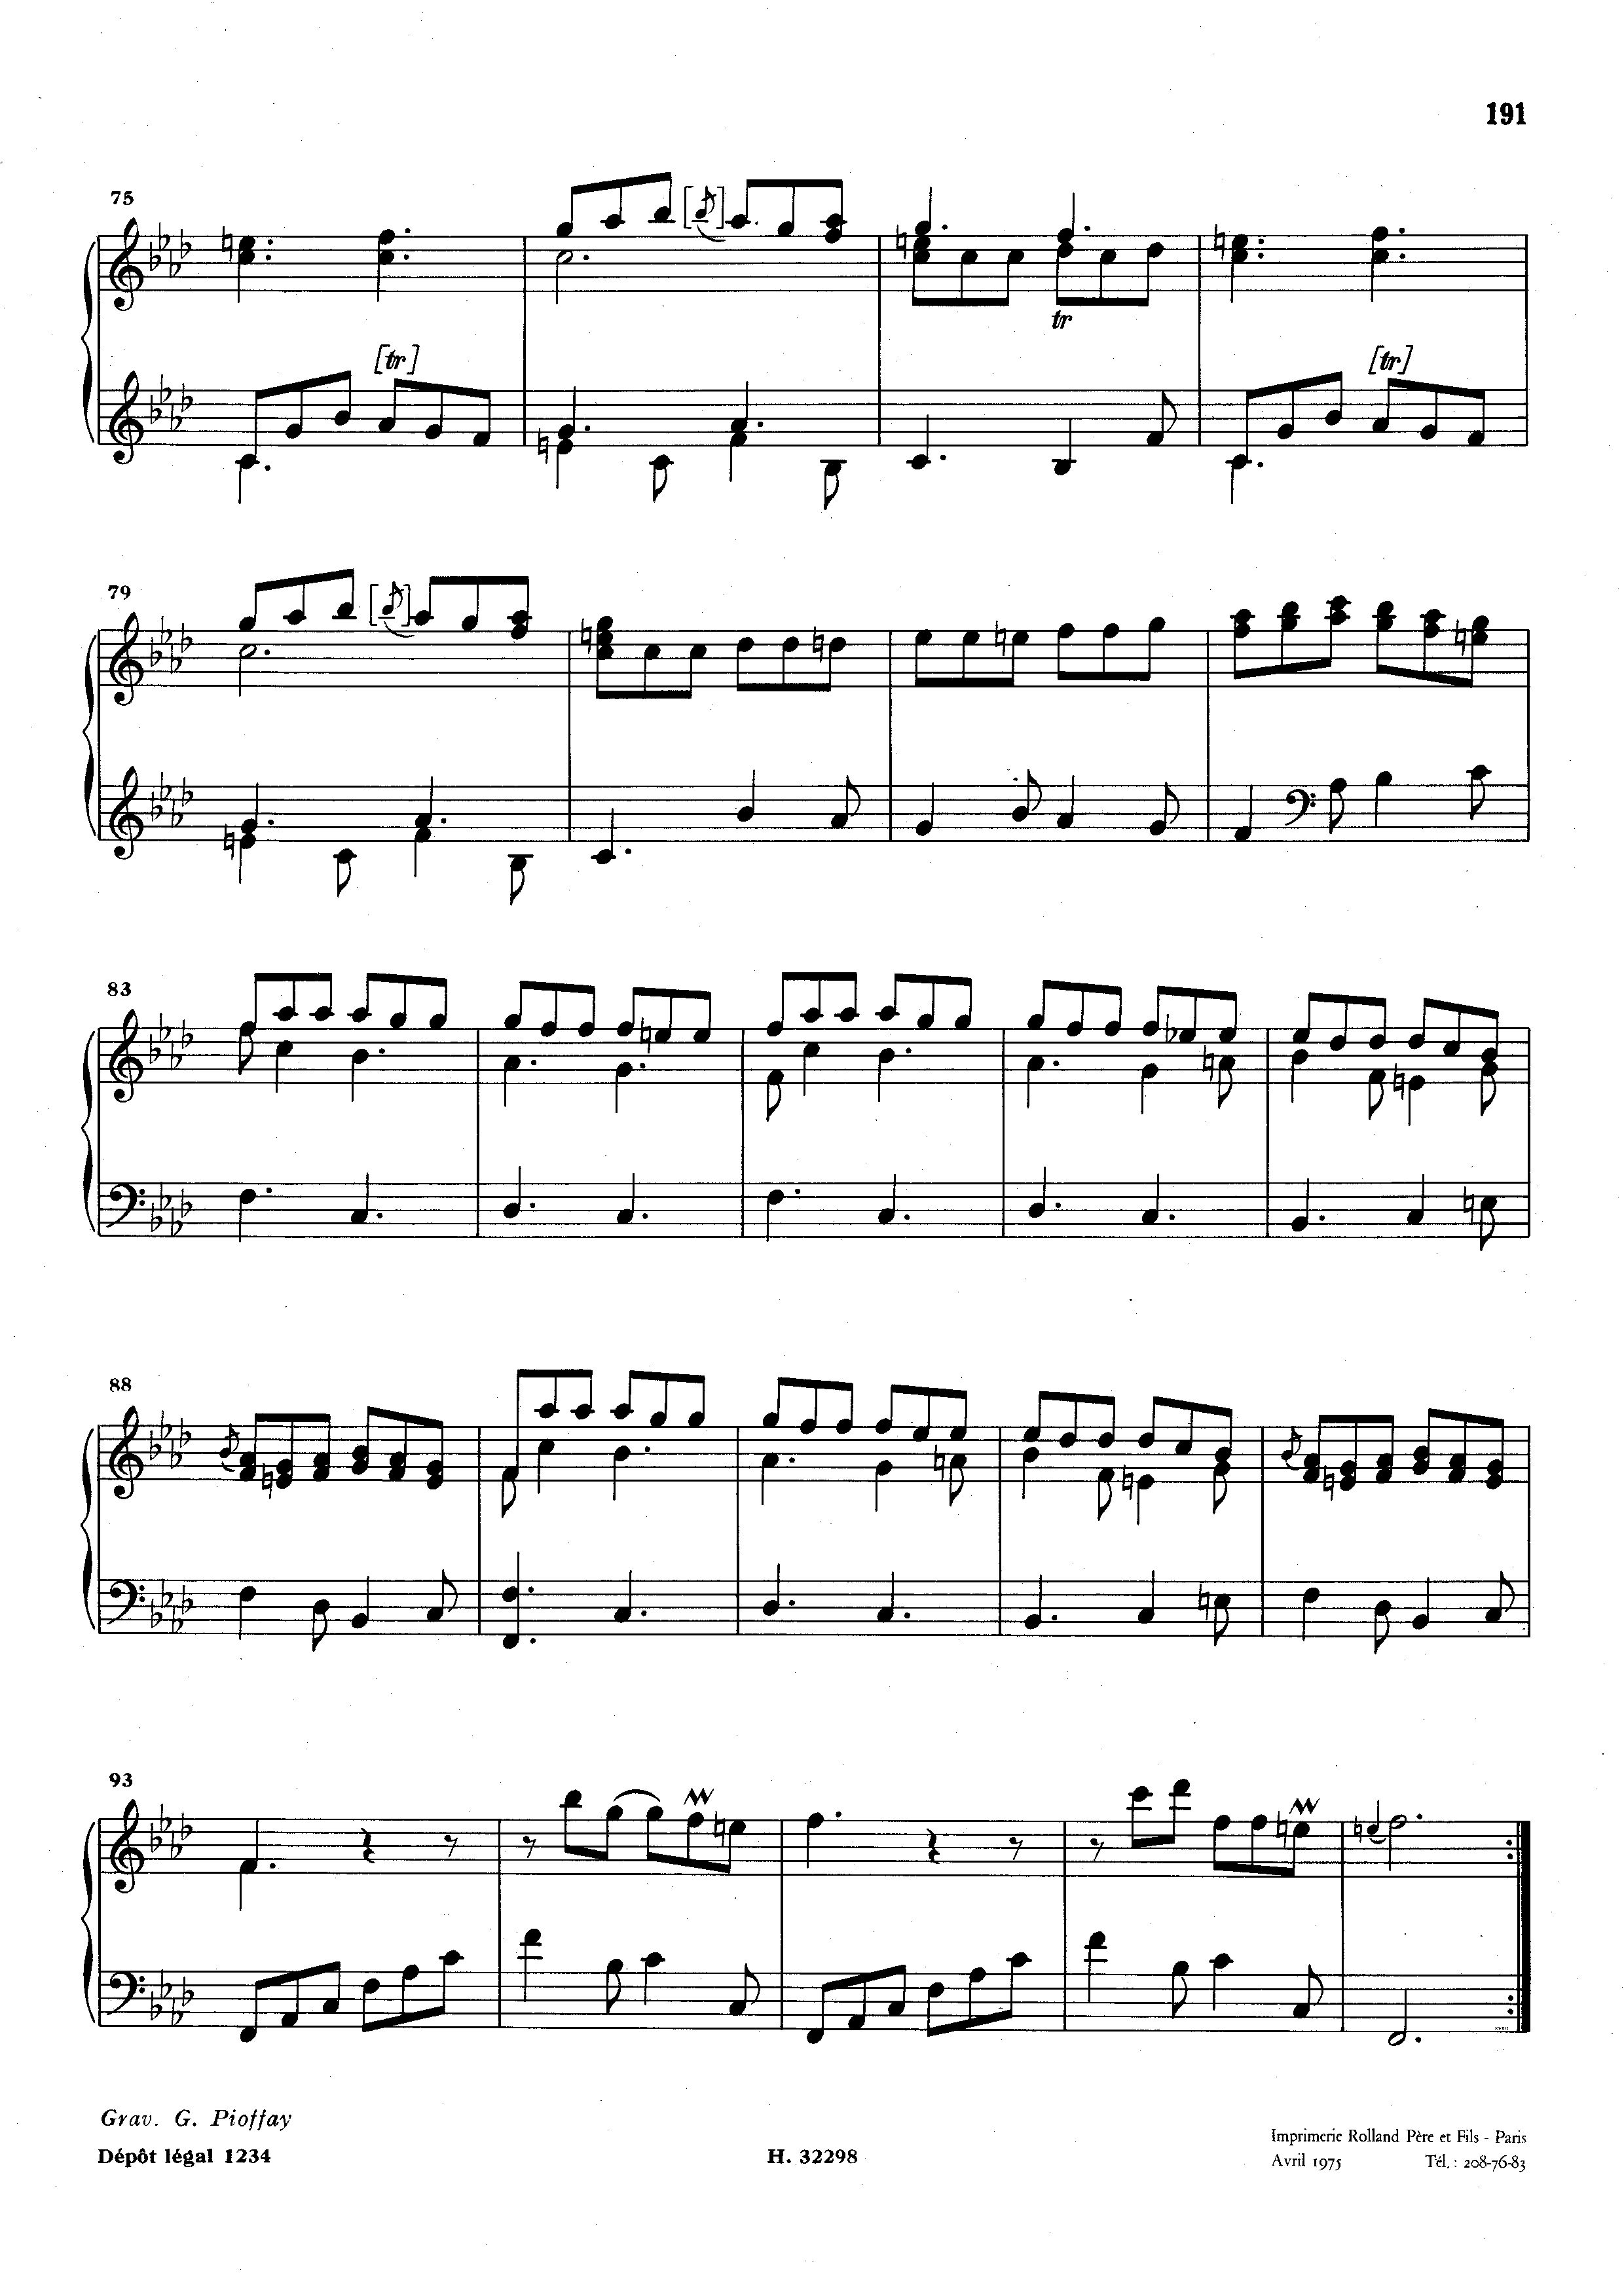 191
75
[tr]
tr
[tr]
79
83
88
93
Grav. G. Pioffay
Dépôt légal 1234
H. 32298
Imprimerie Rolland Père et Fils - Paris
Avril 1975 Tél. : 208-76-83